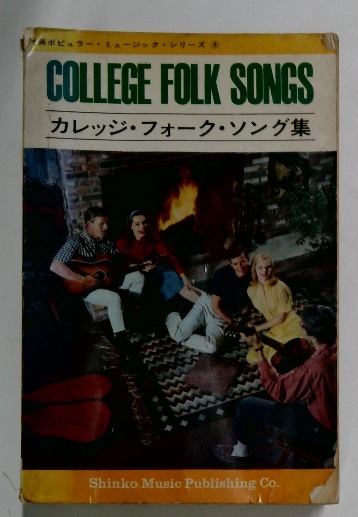 ポピュラー・ミュージック・シリーズ ⑥
COLLEGE FOLK SONGS
カレッジ・フォーク・ソング集
Shinko Music Publishing Co.